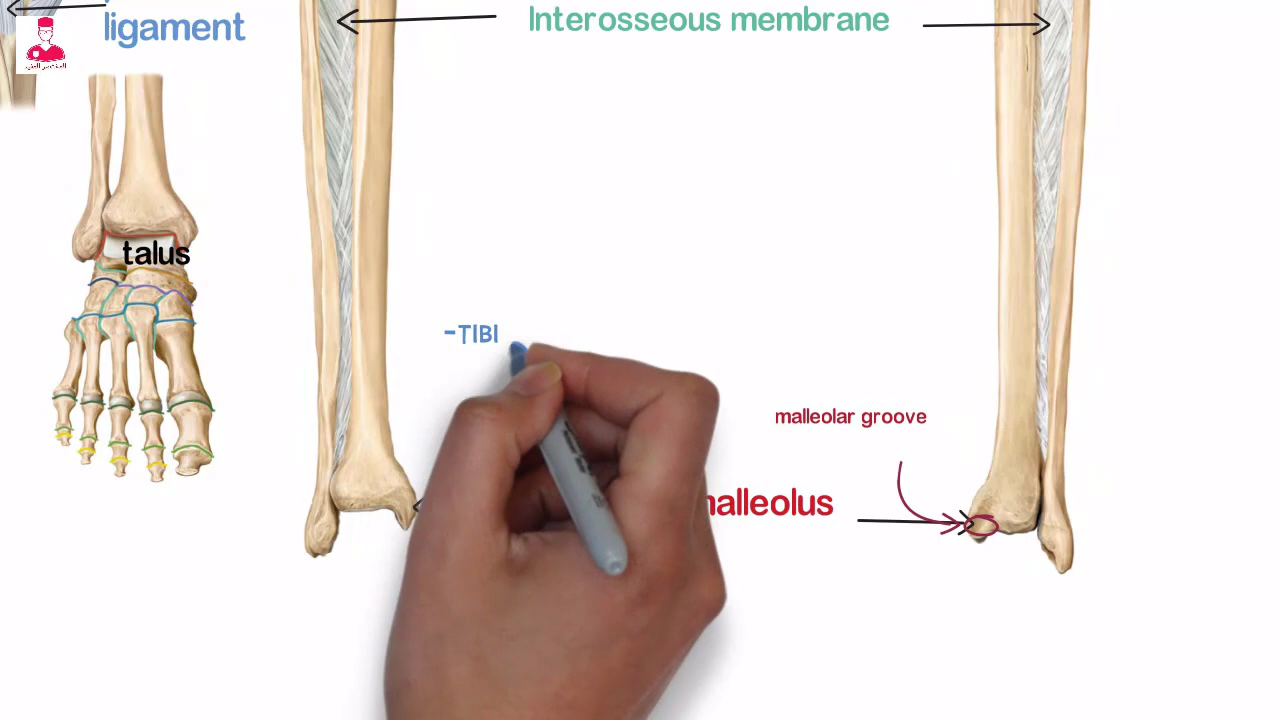 ligament
Interosseous membrane
talus
-TIBI
malleolar groove
malleolus